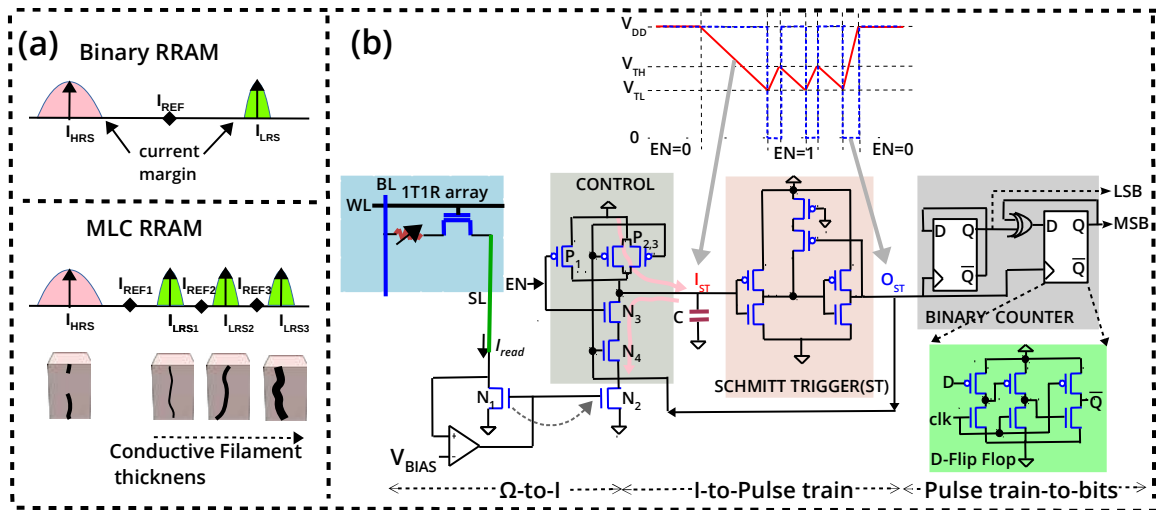 (a)
Binary RRAM
I_REF
I_HRS
I_LRS
current
margin
MLC RRAM
I_REF1
I_REF2
I_REF3
I_HRS
I_LRS1
I_LRS2
I_LRS3
Conductive Filament
thicknens
(b)
V_DD
V_TH
V_TL
0
EN=0
EN=1
EN=0
BL
1T1R array
WL
SL
I_read
N_1
V_BIAS
+
-
CONTROL
P_1
P_2,3
EN
N_3
N_4
N_2
I_ST
C
O_ST
SCHMITT TRIGGER(ST)
LSB
MSB
D
Q
Q̅
D
Q
Q̅
BINARY COUNTER
D
clk
Q̅
D-Flip Flop
Ω-to-I
I-to-Pulse train
Pulse train-to-bits